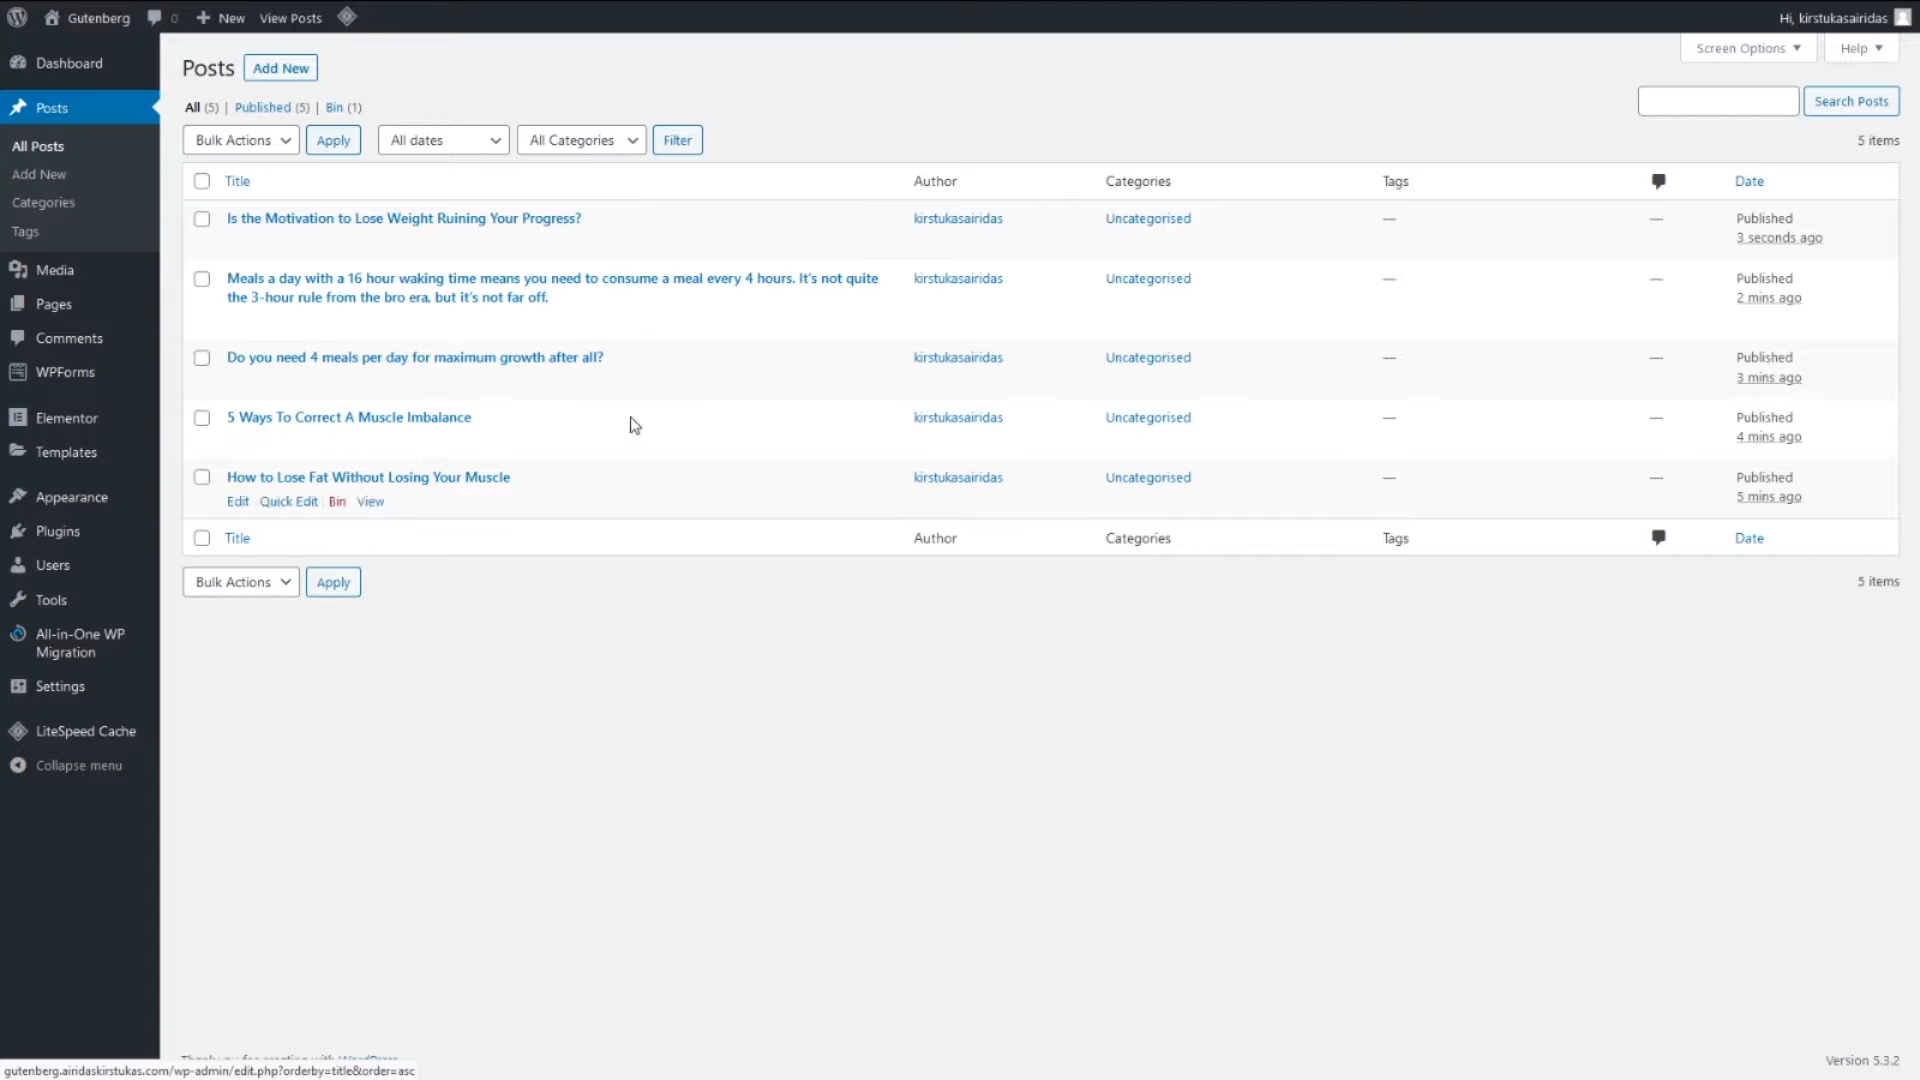 Gutenberg 0 New View Posts Hi, kirstukasairidas
Screen Options Help
Dashboard
Posts
All Posts
Add New
Categories
Tags
Media
Pages
Comments
WPForms
Elementor
Templates
Appearance
Plugins
Users
Tools
All-in-One WP
Migration
Settings
LiteSpeed Cache
Collapse menu
Posts Add New
All (5) | Published (5) | Bin (1)
Search Posts
Bulk Actions Apply All dates All Categories Filter 5 items
Title Author Categories Tags Date
Is the Motivation to Lose Weight Ruining Your Progress? kirstukasairidas Uncategorised — — Published
3 seconds ago
Meals a day with a 16 hour waking time means you need to consume a meal every 4 hours. It's not quite kirstukasairidas Uncategorised — — Published
the 3-hour rule from the bro era, but it's not far off. 2 mins ago
Do you need 4 meals per day for maximum growth after all? kirstukasairidas Uncategorised — — Published
3 mins ago
5 Ways To Correct A Muscle Imbalance kirstukasairidas Uncategorised — — Published
4 mins ago
How to Lose Fat Without Losing Your Muscle kirstukasairidas Uncategorised — — Published
Edit Quick Edit | Bin View 5 mins ago
Title Author Categories Tags Date
Bulk Actions Apply 5 items
Thank you for creating with WordPress Version 5.3.2
gutenberg.airidaskirstukas.com/wp-admin/edit.php?orderby=title&order=asc